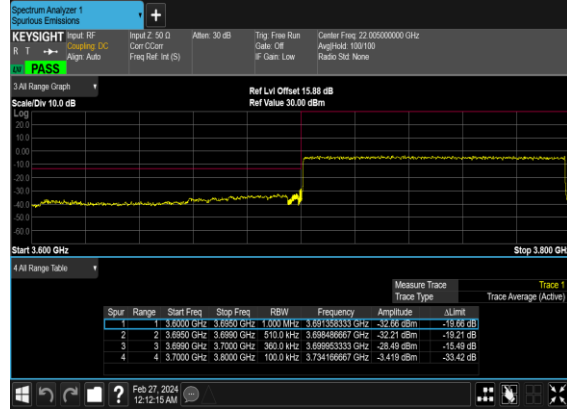 Spectrum Analyzer 1
Spurious Emissions
+
KEYSIGHT Input: RF Input Z: 50 Ω Atten: 30 dB Trig: Free Run Center Freq: 22.005000000 GHz
R T Coupling: DC Corr CCorr Gate: Off Avg|Hold: 100/100
Align: Auto Freq Ref: Int (S) IF Gain: Low Radio Std: None
PASS
3 All Range Graph
Ref Lvl Offset 15.88 dB
Scale/Div 10.0 dB Ref Value 30.00 dBm
Log
20.0
10.0
0.00
-10.0
-20.0
-30.0
-40.0
-50.0
-60.0
Start 3.600 GHz Stop 3.800 GHz
4 All Range Table
Measure Trace Trace 1
Trace Type Trace Average (Active)
Spur Range Start Freq Stop Freq RBW Frequency Amplitude ΔLimit
1 1 3.6000 GHz 3.6950 GHz 1.000 MHz 3.691358333 GHz -32.66 dBm -19.66 dB
2 2 3.6950 GHz 3.6990 GHz 510.0 kHz 3.698486667 GHz -32.21 dBm -19.21 dB
3 3 3.6990 GHz 3.7000 GHz 360.0 kHz 3.699953333 GHz -28.49 dBm -15.49 dB
4 4 3.7000 GHz 3.8000 GHz 100.0 kHz 3.734166667 GHz -3.419 dBm -33.42 dB
? Feb 27, 2024
12:12:15 AM